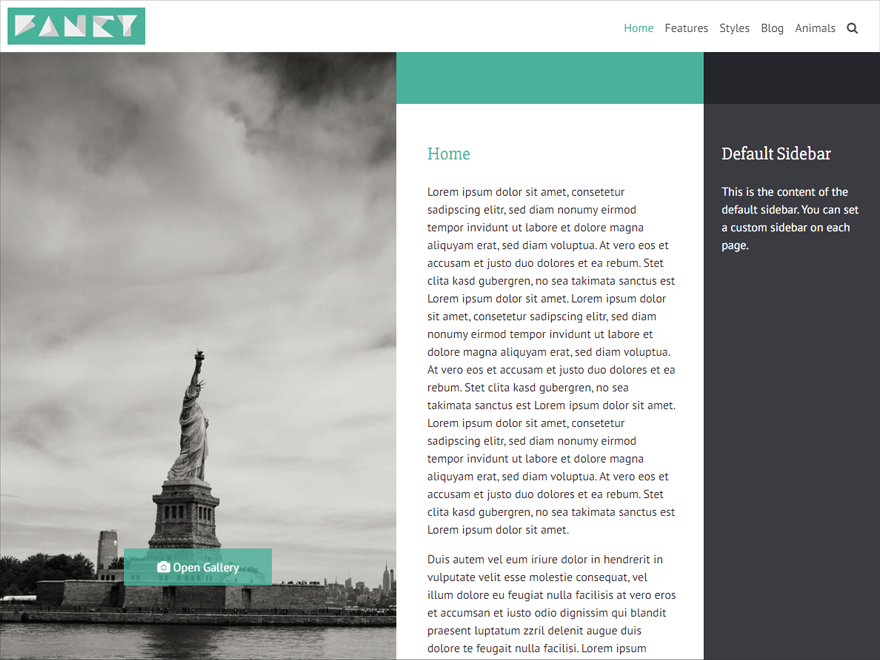 FANCY
Home Features Styles Blog Animals
Open Gallery
Home
Lorem ipsum dolor sit amet, consetetur
sadipscing elitr, sed diam nonumy eirmod
tempor invidunt ut labore et dolore magna
aliquyam erat, sed diam voluptua. At vero eos et
accusam et justo duo dolores et ea rebum. Stet
clita kasd gubergren, no sea takimata sanctus est
Lorem ipsum dolor sit amet. Lorem ipsum dolor
sit amet, consetetur sadipscing elitr, sed diam
nonumy eirmod tempor invidunt ut labore et
dolore magna aliquyam erat, sed diam voluptua.
At vero eos et accusam et justo duo dolores et ea
rebum. Stet clita kasd gubergren, no sea
takimata sanctus est Lorem ipsum dolor sit amet.
Lorem ipsum dolor sit amet, consetetur
sadipscing elitr, sed diam nonumy eirmod
tempor invidunt ut labore et dolore magna
aliquyam erat, sed diam voluptua. At vero eos et
accusam et justo duo dolores et ea rebum. Stet
clita kasd gubergren, no sea takimata sanctus est
Lorem ipsum dolor sit amet.
Duis autem vel eum iriure dolor in hendrerit in
vulputate velit esse molestie consequat, vel
illum dolore eu feugiat nulla facilisis at vero eros
et accumsan et iusto odio dignissim qui blandit
praesent luptatum zzril delenit augue duis
dolore te feugait nulla facilisi. Lorem ipsum
Default Sidebar
This is the content of the
default sidebar. You can set
a custom sidebar on each
page.